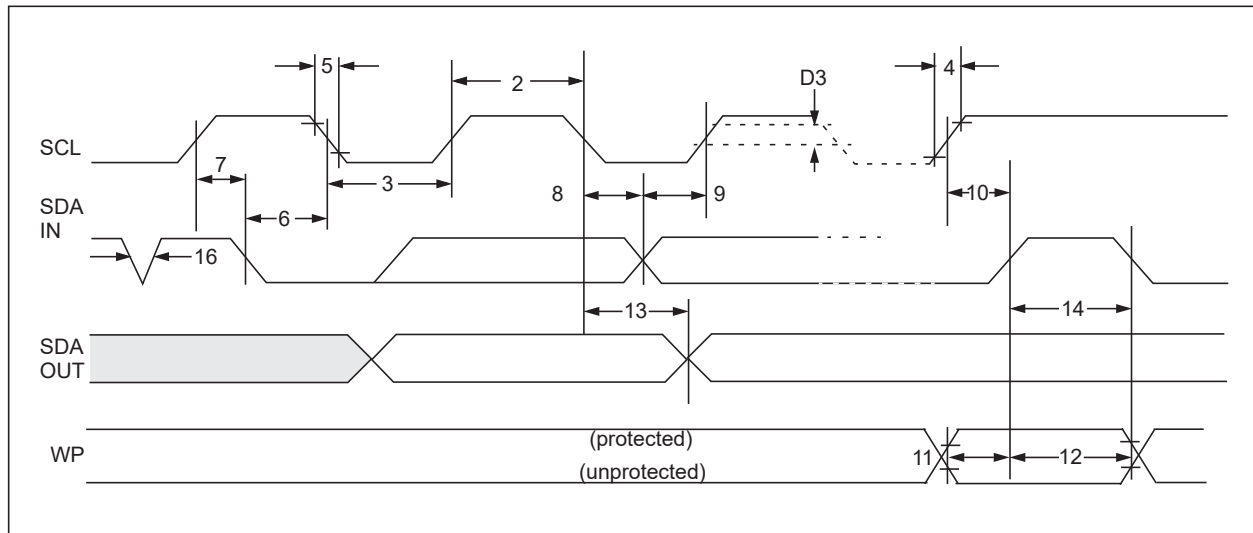 5
2
D3
4
SCL
7
3
8
9
10
SDA
IN
6
16
13
14
SDA
OUT
WP
(protected)
(unprotected)
11
12